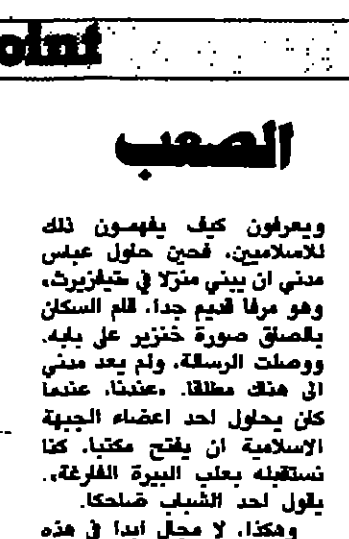 oint
الصعب
ويعرفون كيف يفهمون ذلك
للاسلاميين. فحين حاول عباس
مدني ان يبني منزلا في متيفزيرت،
وهو مرفا قديم جدا، قام السكان
بالصاق صورة خنزير على بابه.
ووصلت الرسالة. ولم يعد مدني
الى هناك مطلقا. «عندنا، عندما
كان يحاول احد اعضاء الجبهة
الاسلامية ان يفتح مكتبا، كنا
نستقبله بعلب البيرة الفارغة»،
يقول احد الشباب ضاحكا.
وهكذا، لا مجال ابدا في هذه